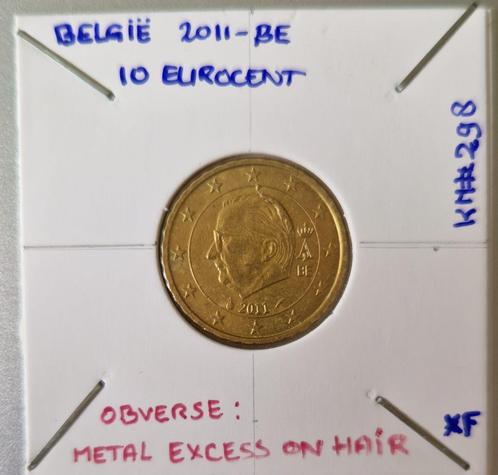 BELGIË 2011-BE
10 EUROCENT
KM#298
BE
2011
OBVERSE:
METAL EXCESS ON HAIR
XF